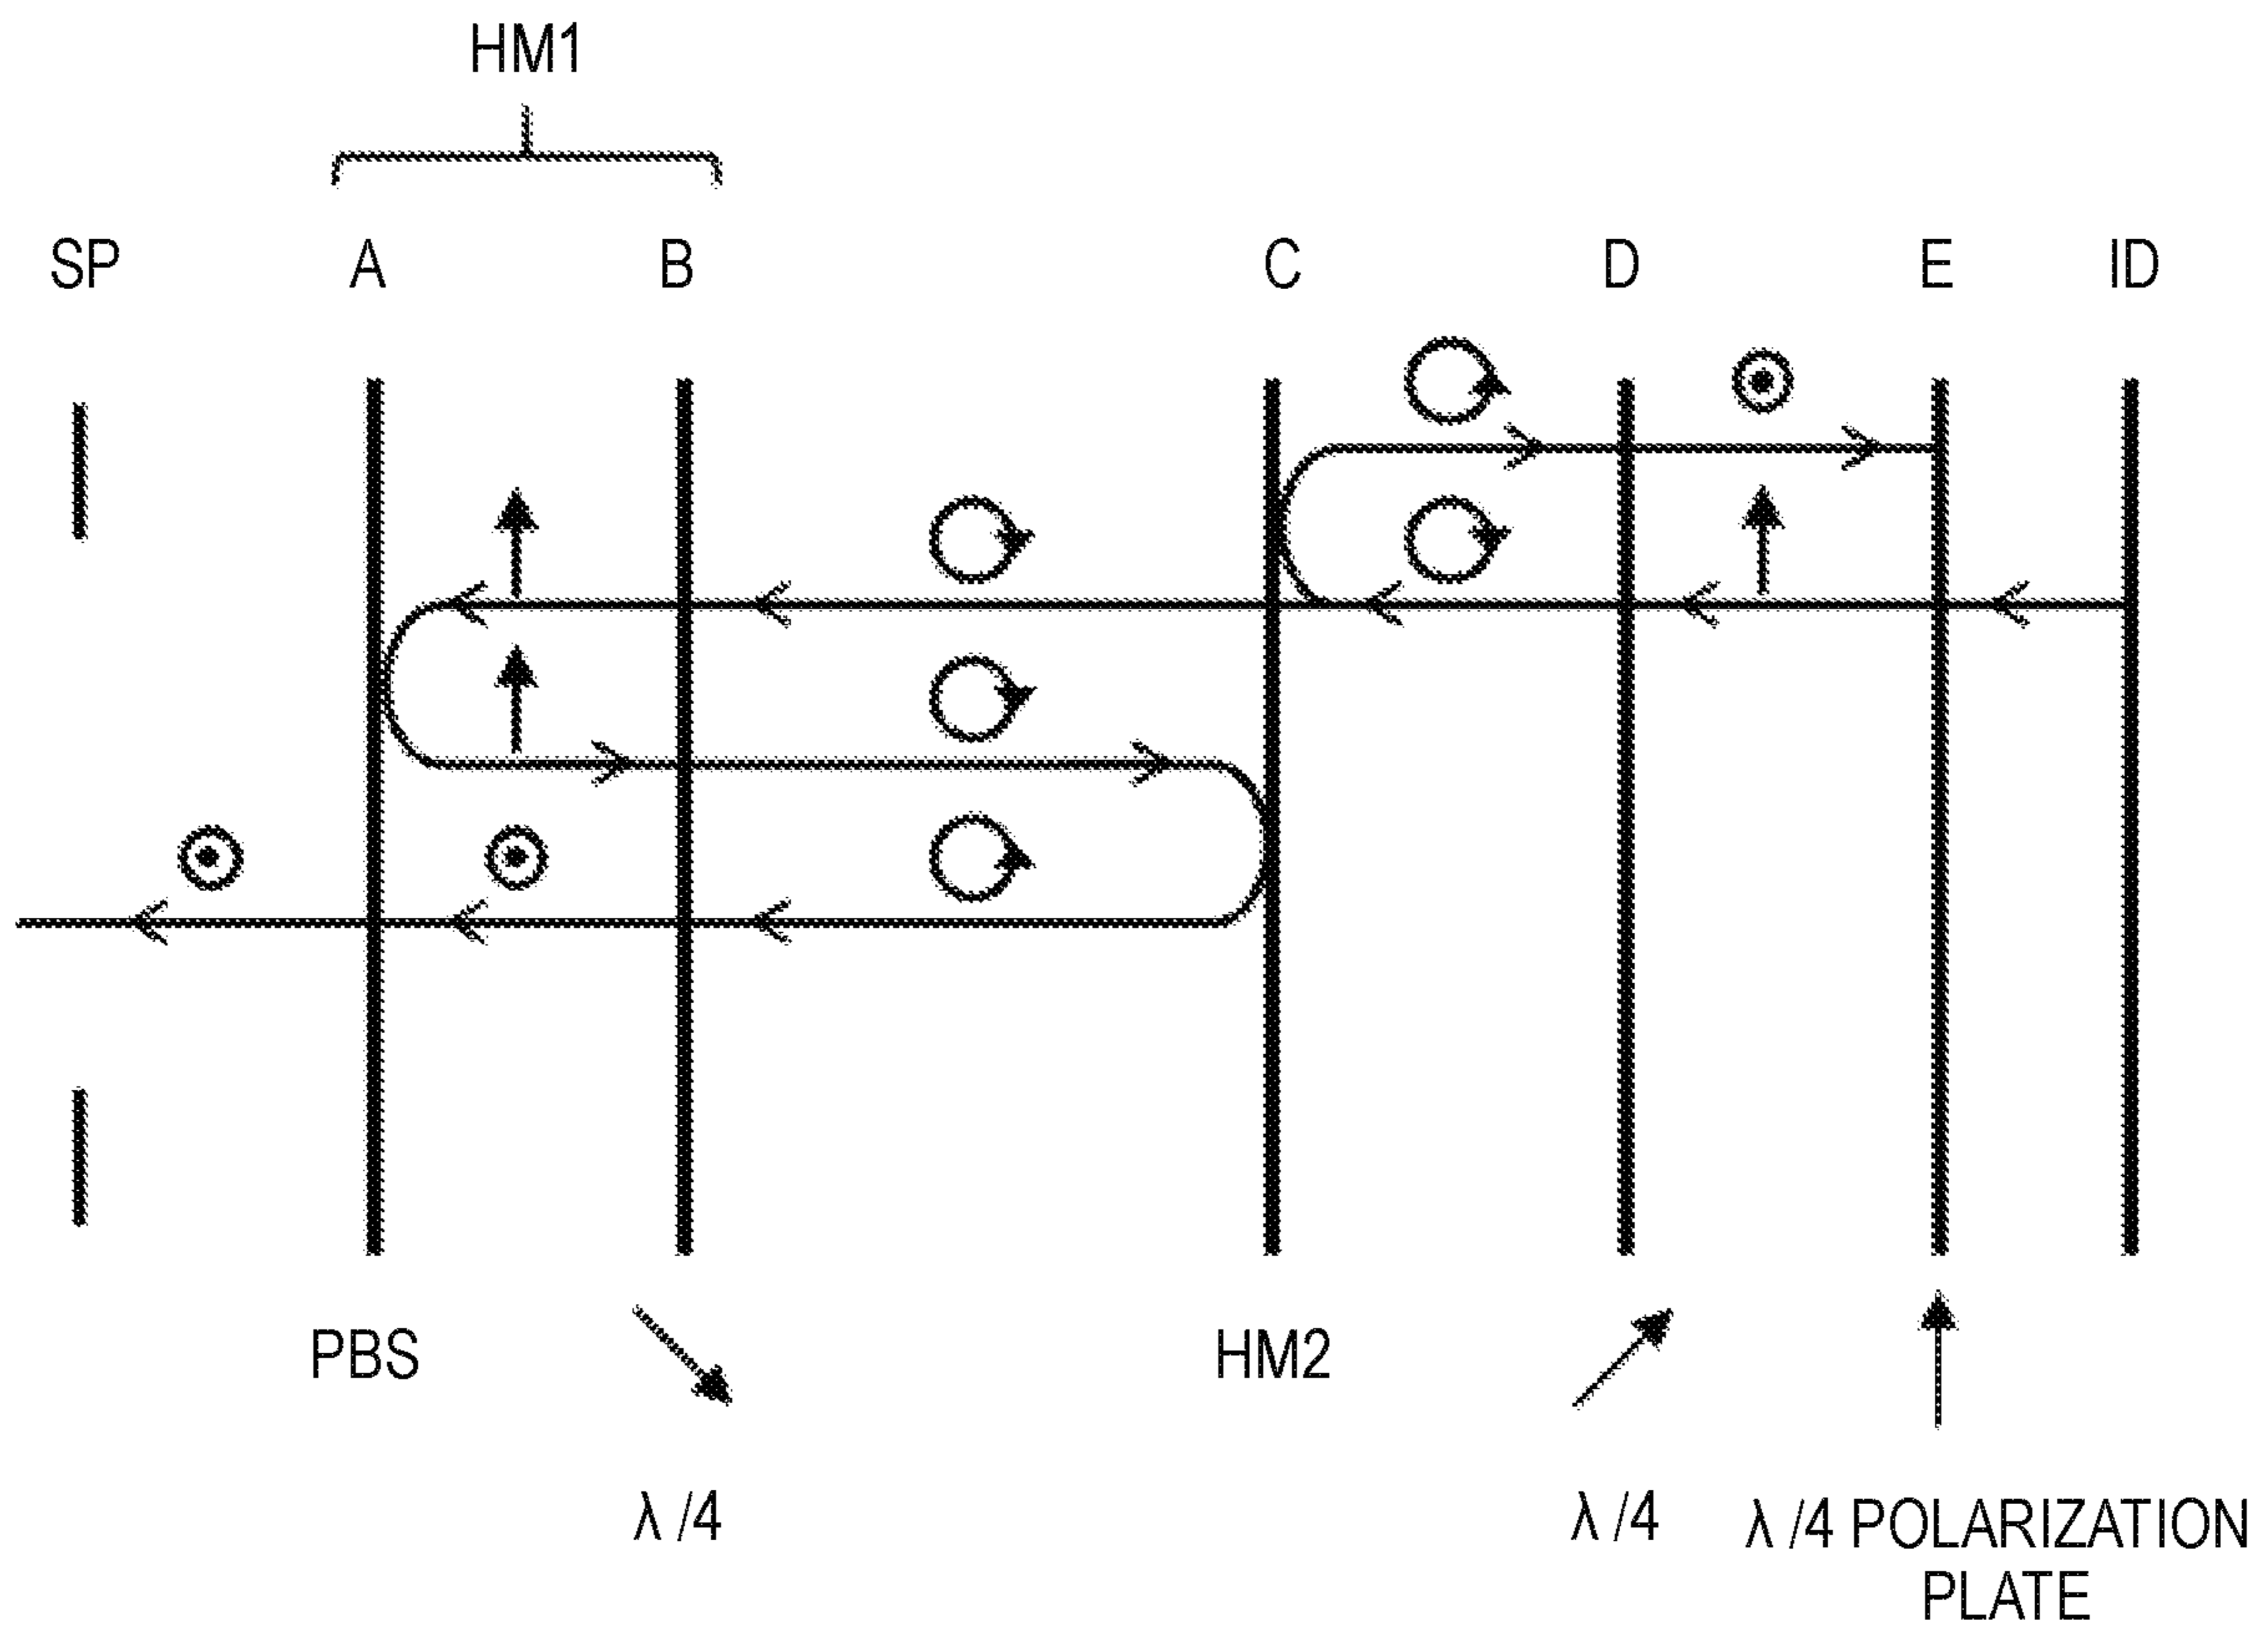 HM1
SP A B C D E ID
PBS HM2
λ /4 λ /4 λ /4 POLARIZATION
PLATE